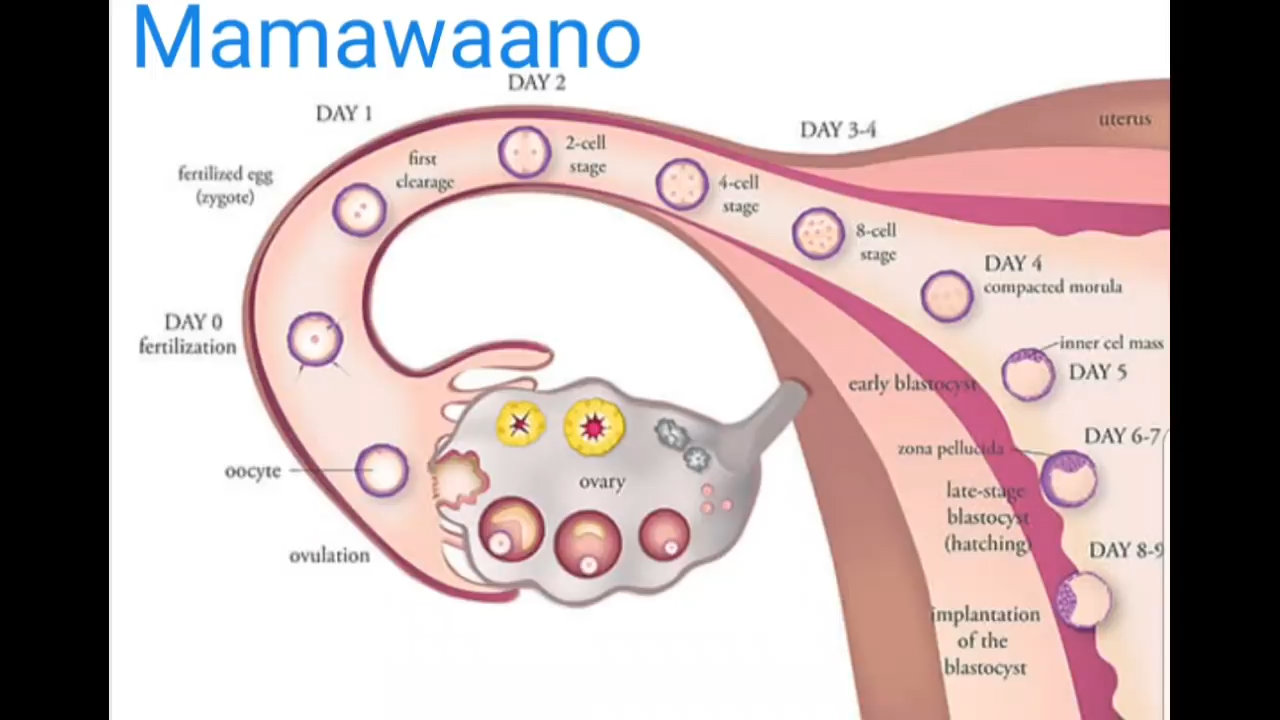 Mamawaano
DAY 2
DAY 1
DAY 3-4
uterus
fertilized egg
(zygote)
first
clearage
2-cell
stage
4-cell
stage
8-cell
stage
DAY 4
compacted morula
DAY 0
fertilization
inner cel mass
DAY 5
early blastocyst
DAY 6-7
zona pellucida
oocyte
ovary
late-stage
blastocyst
(hatching)
ovulation
DAY 8-9
implantation
of the
blastocyst